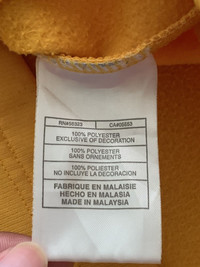 RN#56323 CA#05553
100% POLYESTER
EXCLUSIVE OF DECORATION
100% POLYESTER
SANS ORNEMENTS
100% POLIESTER
NO INCLUYE LA DECORACION
FABRIQUE EN MALAISIE
HECHO EN MALASIA
MADE IN MALAYSIA